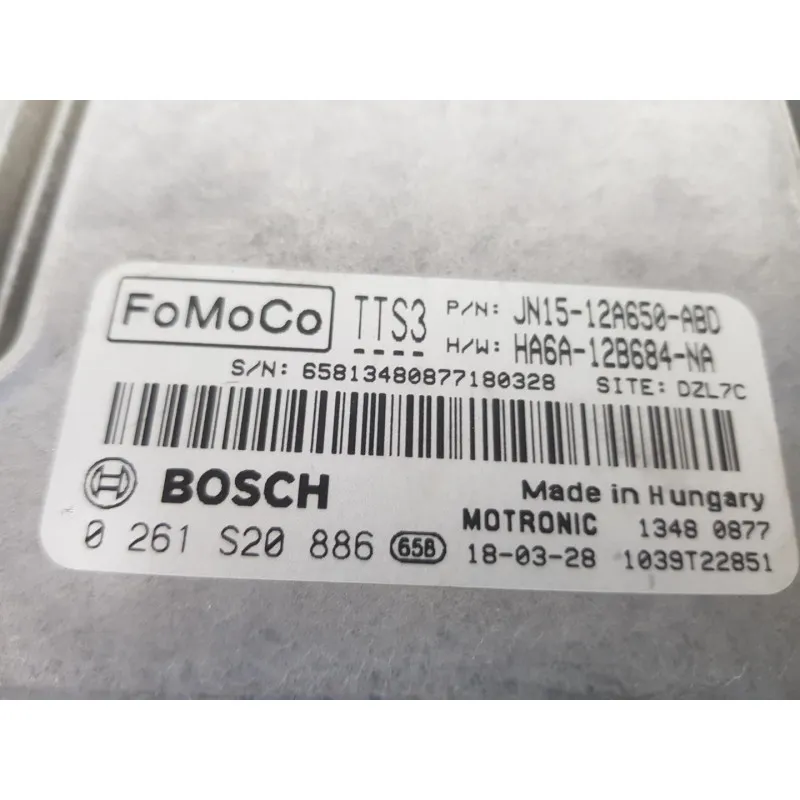 FoMoCo TTS3 P/N: JN15-12A650-ABD
H/W: HA6A-12B684-NA
S/N: 65813480877180328 SITE: DZL7C
BOSCH Made in Hungary
MOTRONIC 1348 0877
0 261 S20 886 65B 18-03-28 1039T22851